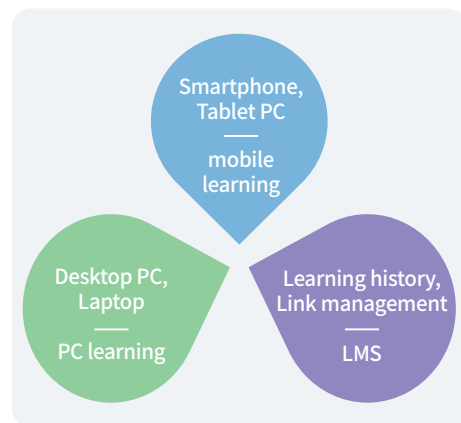 Smartphone,
Tablet PC
mobile
learning
Desktop PC,
Laptop
PC learning
Learning history,
Link management
LMS